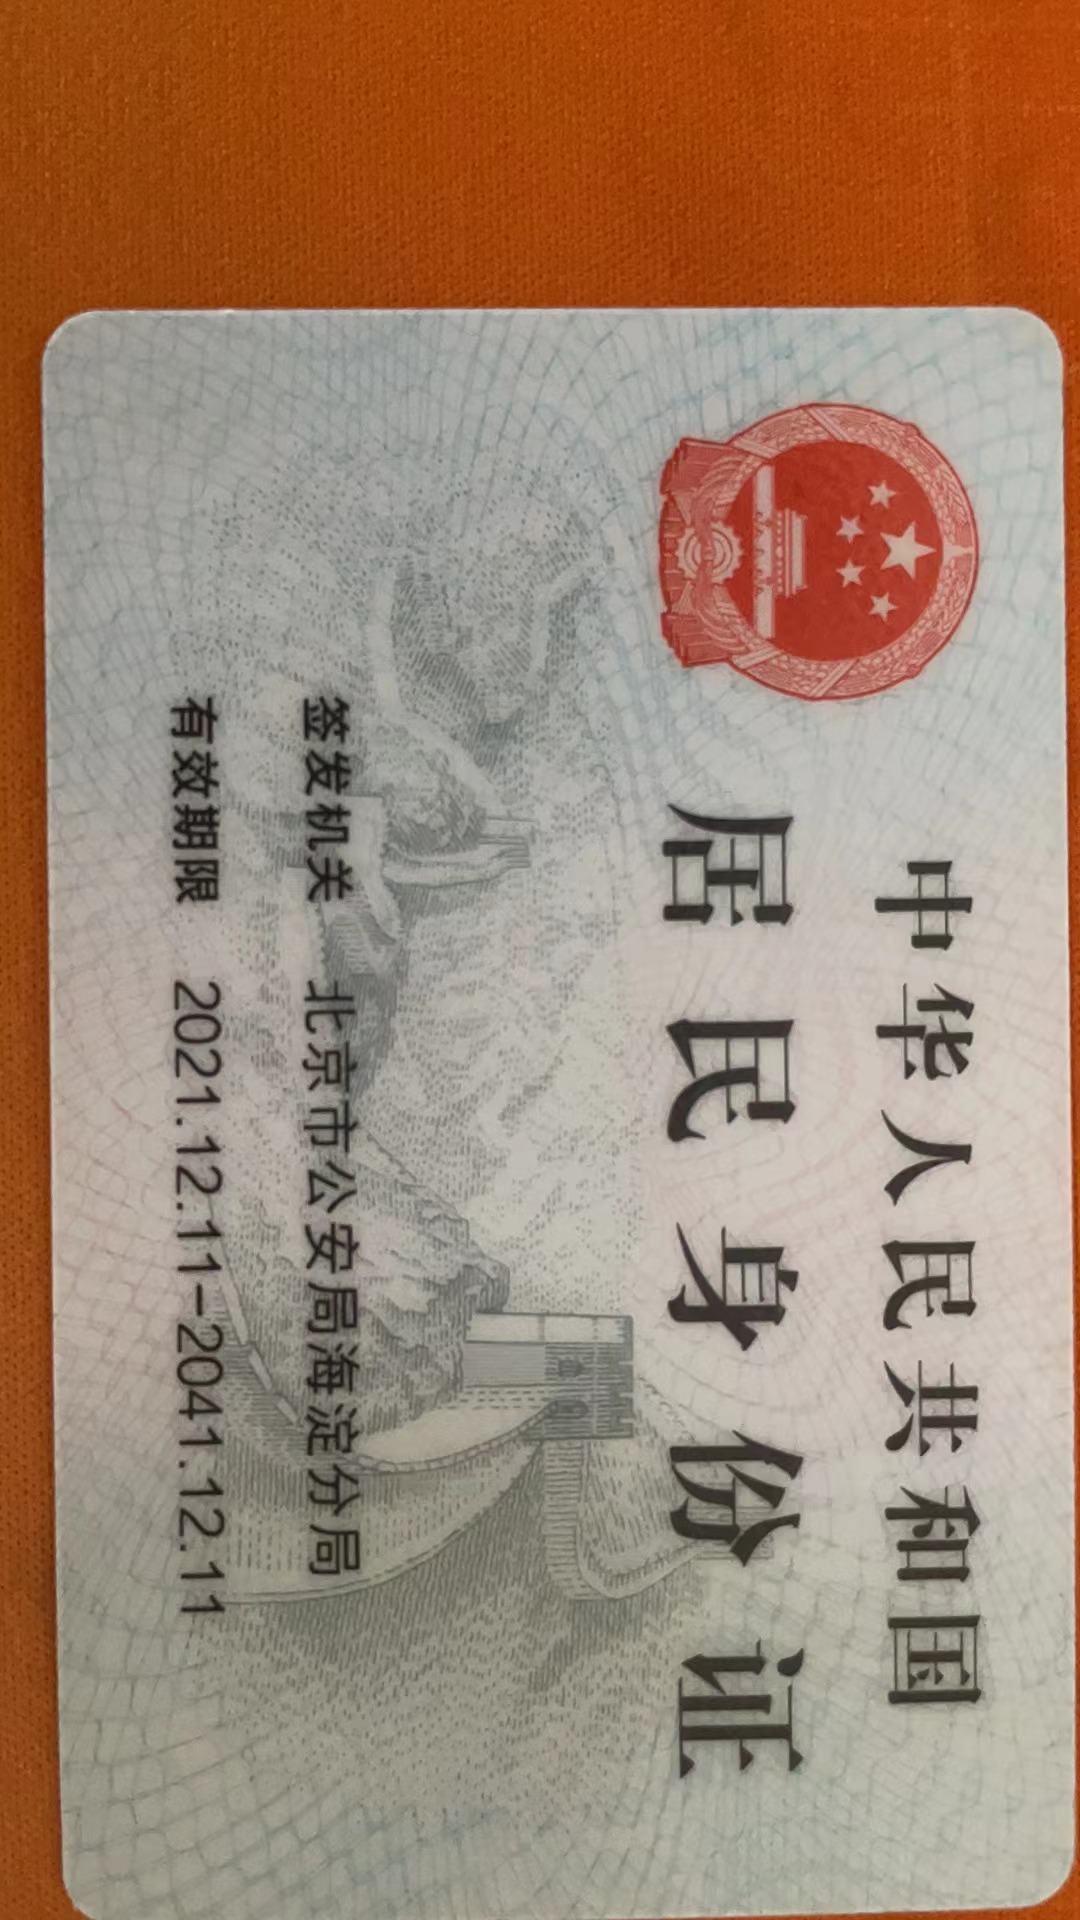 中华人民共和国
居民身份证
签发机关 北京市公安局海淀分局
有效期限 2021.12.11-2041.12.11